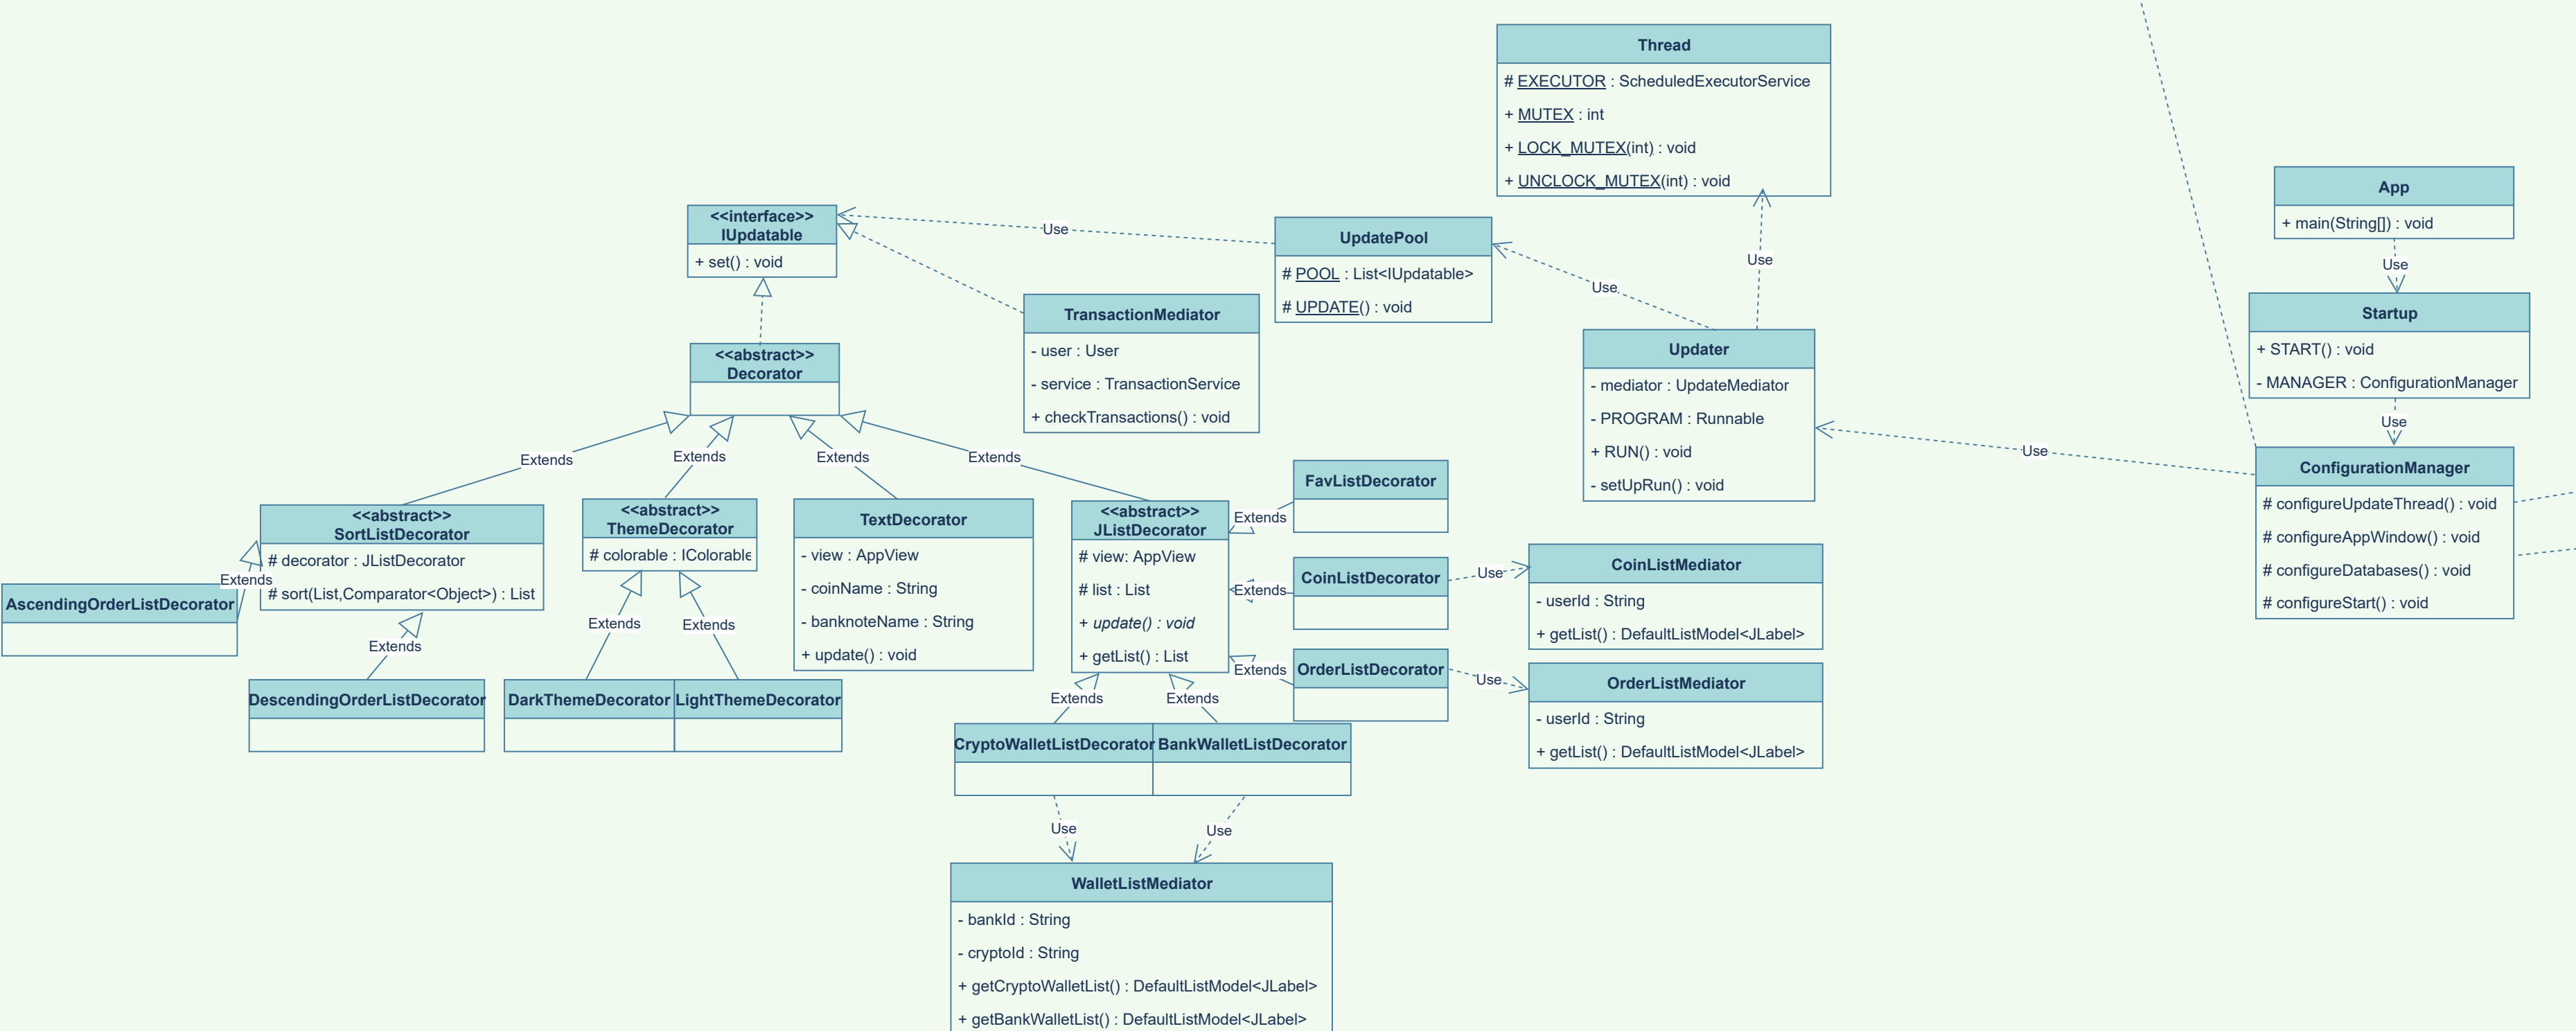 Thread
# EXECUTOR : ScheduledExecutorService
+ MUTEX : int
+ LOCK_MUTEX(int) : void
+ UNCLOCK_MUTEX(int) : void
App
+ main(String[]) : void
Use
Startup
+ START() : void
- MANAGER : ConfigurationManager
Use
ConfigurationManager
# configureUpdateThread() : void
# configureAppWindow() : void
# configureDatabases() : void
# configureStart() : void
Use
<<interface>>
IUpdatable
+ set() : void
Use
UpdatePool
# POOL : List<IUpdatable>
# UPDATE() : void
Use
Use
Updater
- mediator : UpdateMediator
- PROGRAM : Runnable
+ RUN() : void
- setUpRun() : void
TransactionMediator
- user : User
- service : TransactionService
+ checkTransactions() : void
<<abstract>>
Decorator
Extends
Extends
Extends
Extends
<<abstract>>
SortListDecorator
# decorator : JListDecorator
# sort(List,Comparator<Object>) : List
Extends
AscendingOrderListDecorator
Extends
DescendingOrderListDecorator
<<abstract>>
ThemeDecorator
# colorable : IColorable
Extends
Extends
DarkThemeDecorator
LightThemeDecorator
TextDecorator
- view : AppView
- coinName : String
- banknoteName : String
+ update() : void
<<abstract>>
JListDecorator
# view: AppView
# list : List
+ update() : void
+ getList() : List
Extends
FavListDecorator
Extends
CoinListDecorator
Use
CoinListMediator
- userId : String
+ getList() : DefaultListModel<JLabel>
Extends
OrderListDecorator
Use
OrderListMediator
- userId : String
+ getList() : DefaultListModel<JLabel>
Extends
Extends
CryptoWalletListDecorator
BankWalletListDecorator
Use
Use
WalletListMediator
- bankId : String
- cryptoId : String
+ getCryptoWalletList() : DefaultListModel<JLabel>
+ getBankWalletList() : DefaultListModel<JLabel>